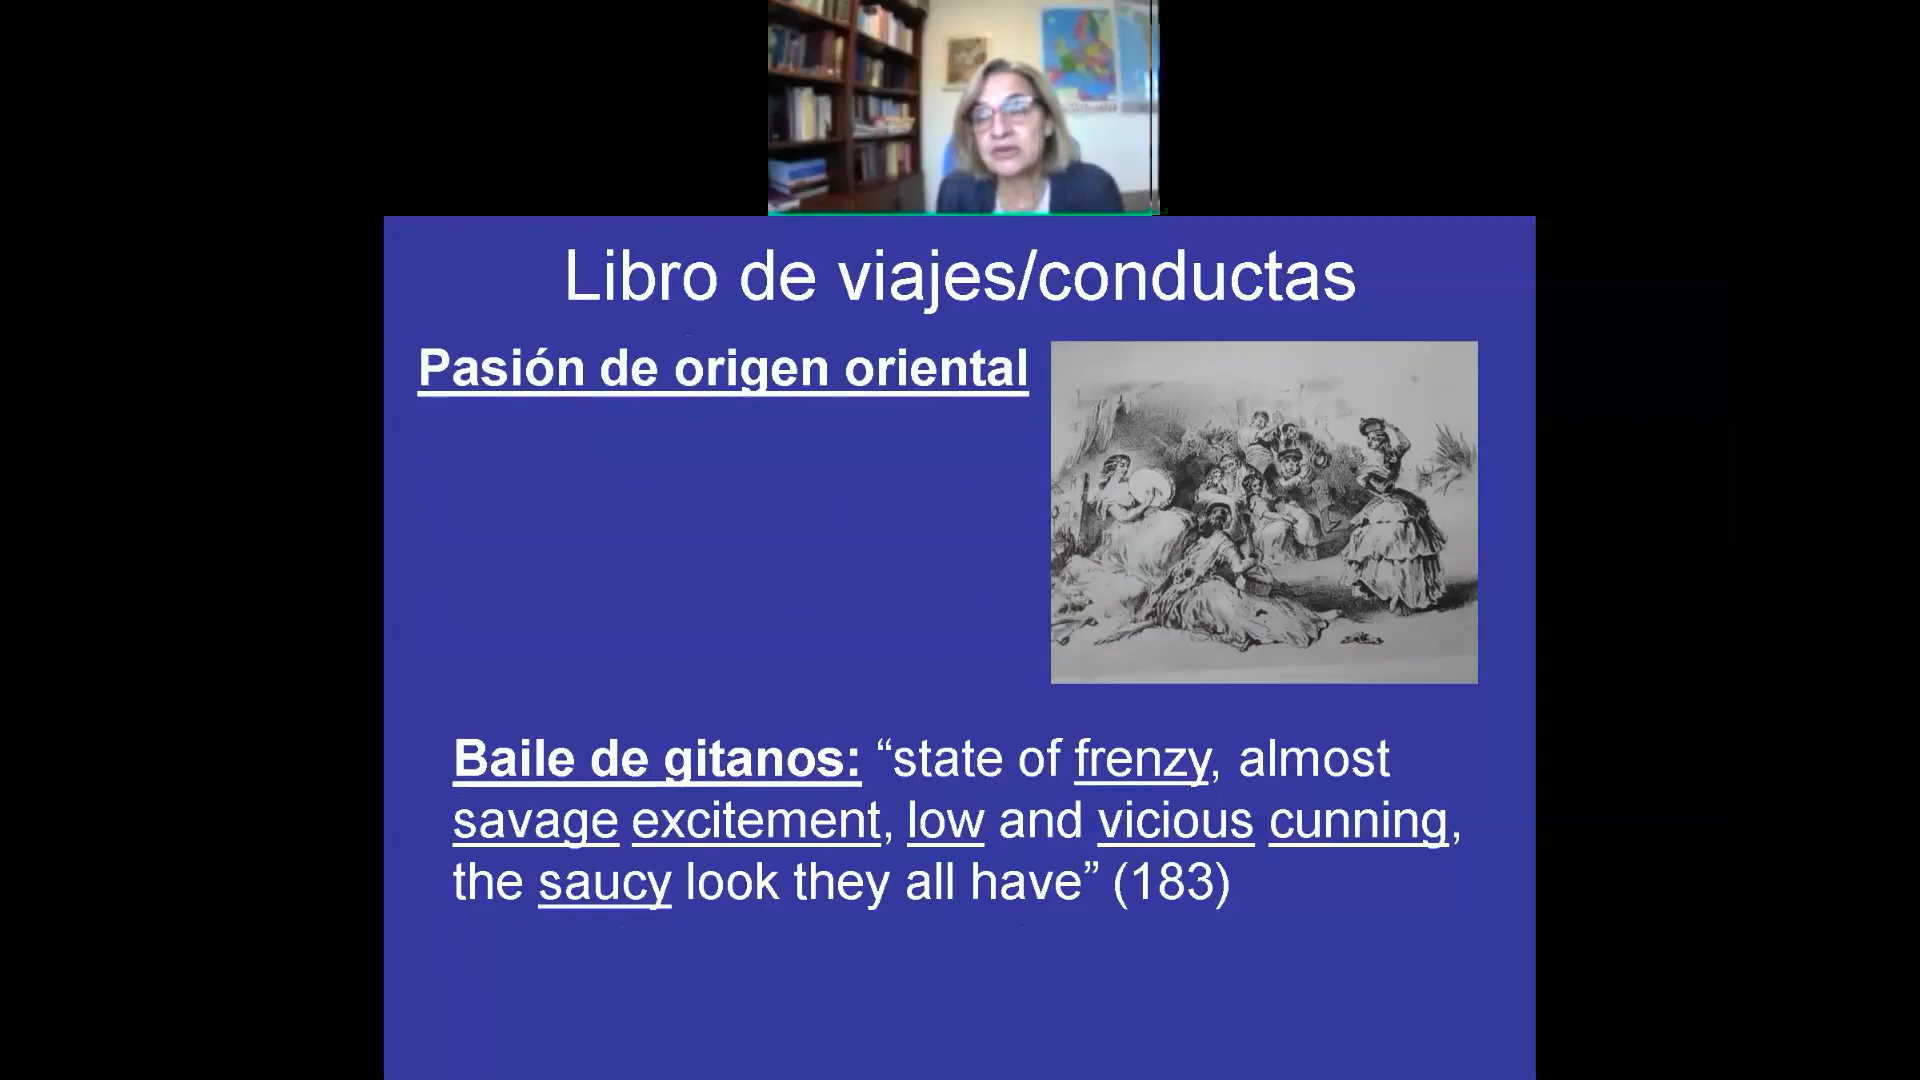 Libro de viajes/conductas
Pasión de origen oriental
Baile de gitanos: “state of frenzy, almost
savage excitement, low and vicious cunning,
the saucy look they all have” (183)